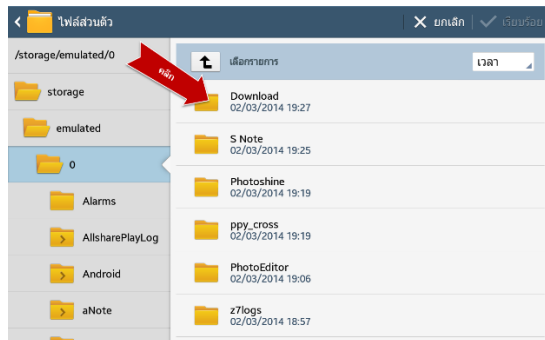 ไฟล์ส่วนตัว
ยกเลิก
เรียบร้อย
/storage/emulated/0
storage
emulated
0
Alarms
AllsharePlayLog
Android
aNote
เลือกรายการ
เวลา
คลิก
Download
02/03/2014 19:27
S Note
02/03/2014 19:25
Photoshine
02/03/2014 19:19
ppy_cross
02/03/2014 19:19
PhotoEditor
02/03/2014 19:06
z7logs
02/03/2014 18:57